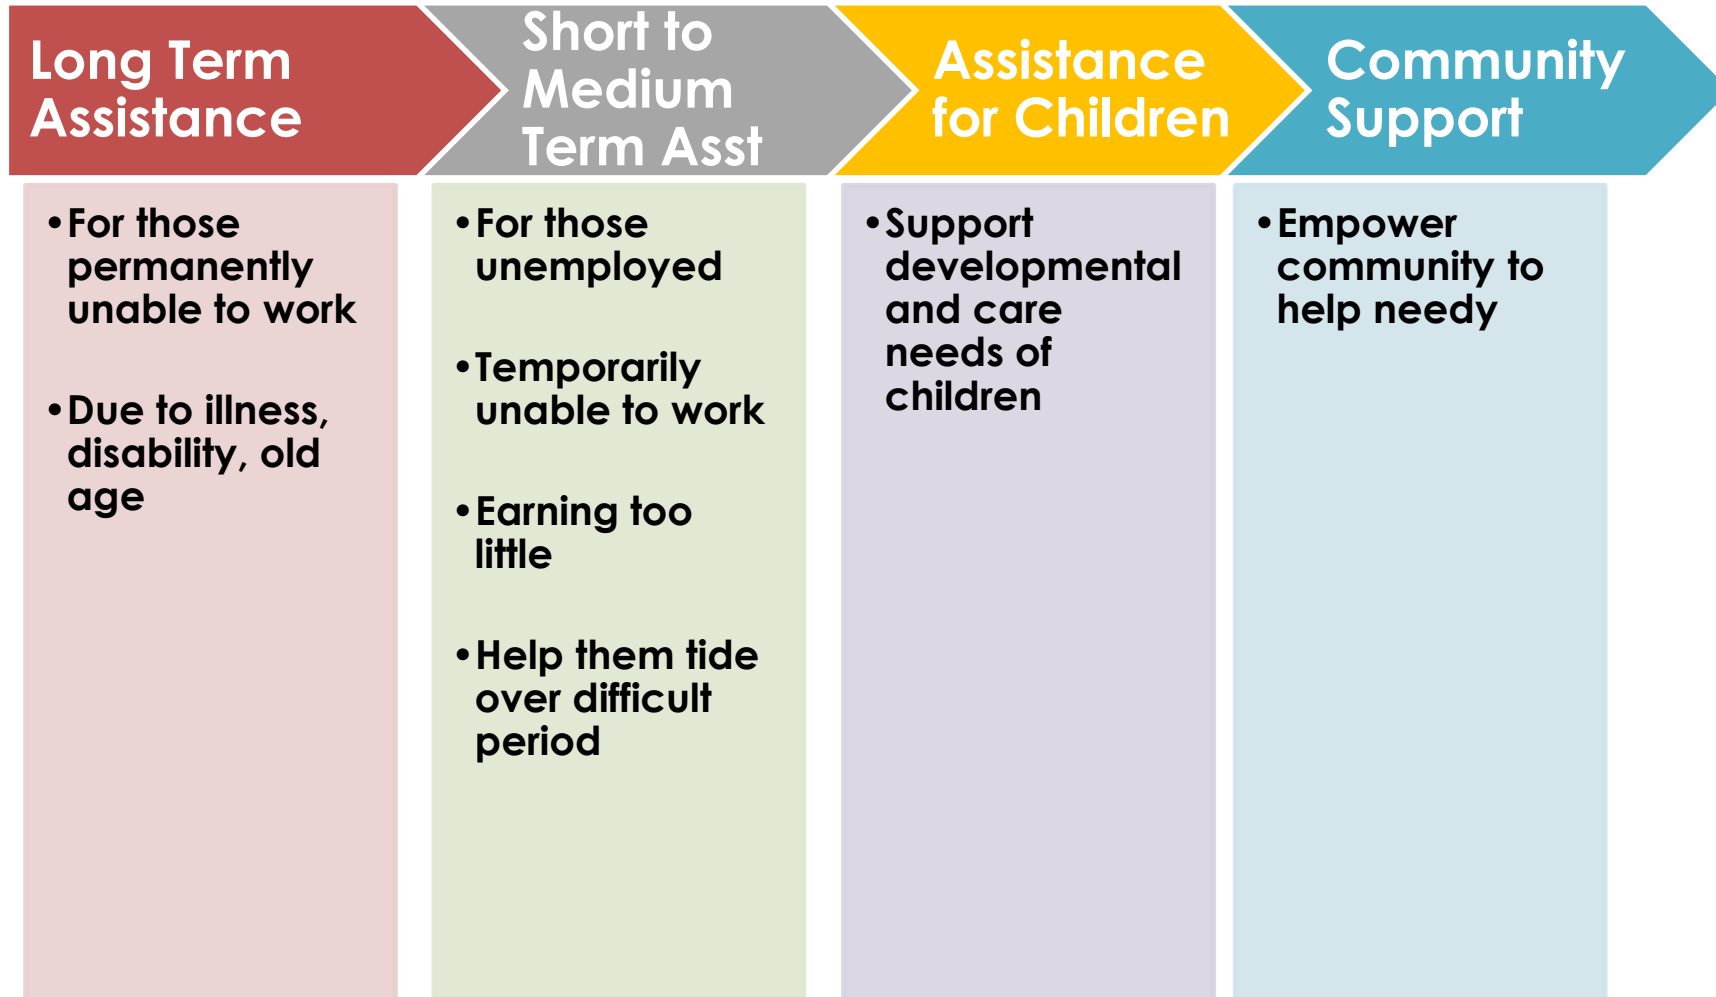 Long Term
Assistance
Short to
Medium
Term Asst
Assistance
for Children
Community
Support
•For those
permanently
unable to work
•Due to illness,
disability, old
age
•For those
unemployed
•Temporarily
unable to work
•Earning too
little
•Help them tide
over difficult
period
•Support
developmental
and care
needs of
children
•Empower
community to
help needy